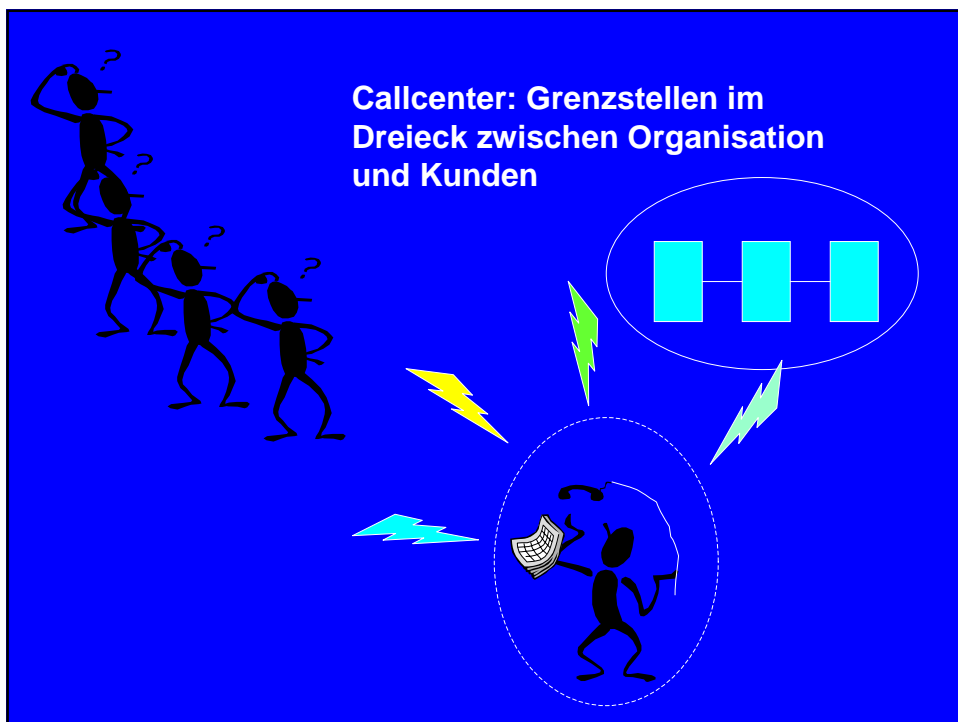 ?
?
?
?
Callcenter: Grenzstellen im
Dreieck zwischen Organisation
und Kunden